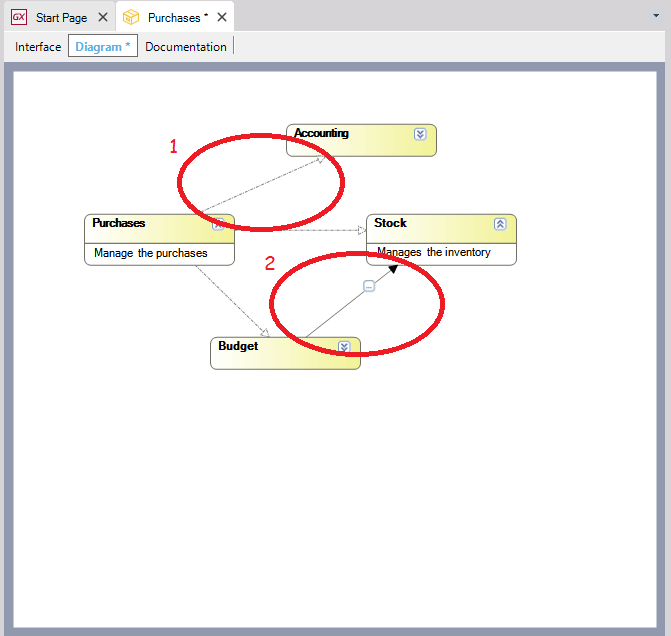 GX Start Page Purchases *
Interface Diagram * Documentation
1
Accounting
Purchases
Manage the purchases
Stock
Manages the inventory
2
Budget